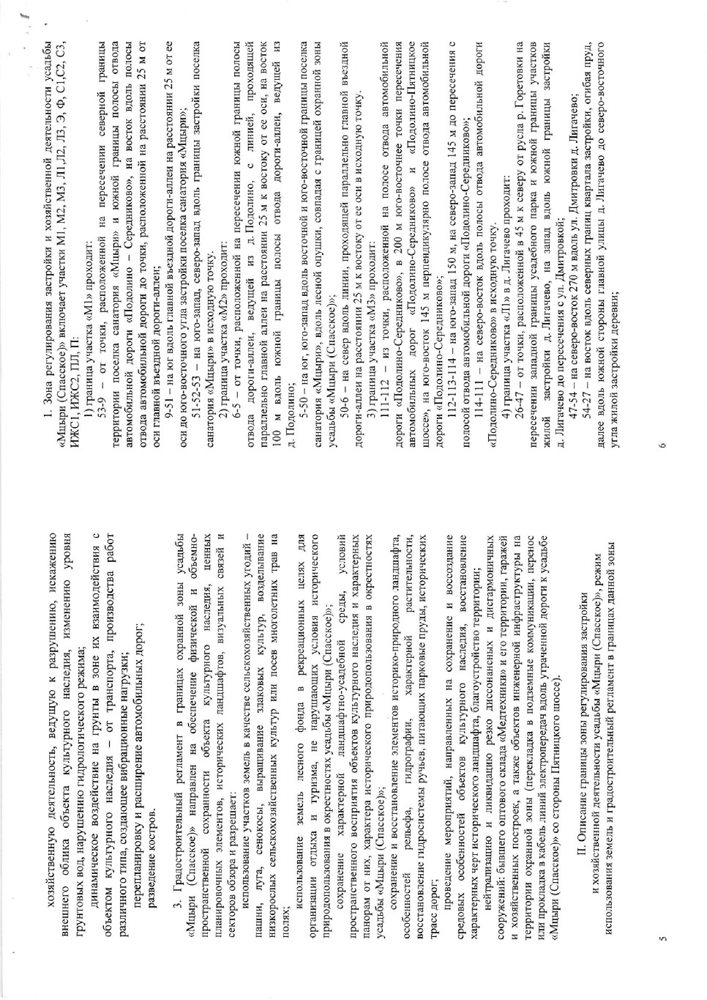 хозяйственную деятельность, ведущую к разрушению, искажению
внешнего облика объекта культурного наследия, изменению уровня
грунтовых вод, нарушению гидрологического режима;
динамическое воздействие на грунты в зоне их взаимодействия с
объектом культурного наследия – от транспорта, производства работ
различного типа, создающее вибрационные нагрузки;
перепланировку и расширение автомобильных дорог;
разведение костров.
3. Градостроительный регламент в границах охранной зоны усадьбы
«Мцыри (Спасское)» направлен на обеспечение физической и объемно-
пространственной сохранности объекта культурного наследия, ценных
планировочных элементов, исторических ландшафтов, визуальных связей и
секторов обзора и разрешает:
использование участков земель в качестве сельскохозяйственных угодий –
пашни, луга, сенокосы, выращивание злаковых культур, возделывание
низкорослых сельскохозяйственных культур или посев многолетних трав на
полях;
использование земель лесного фонда в рекреационных целях для
организации отдыха и туризма, не нарушающих условия исторического
природопользования в окрестностях усадьбы «Мцыри (Спасское)»;
сохранение характерной ландшафтно-усадебной среды, условий
пространственного восприятия объектов культурного наследия и характерных
панорам от них, характера исторического природопользования в окрестностях
усадьбы «Мцыри (Спасское)»;
сохранение и восстановление элементов историко-природного ландшафта,
особенностей рельефа, гидрографии, характерной растительности,
восстановление гидросистемы ручьев, питающих парковые пруды, исторических
трасс дорог;
проведение мероприятий, направленных на сохранение и воссоздание
средовых особенностей объектов культурного наследия, восстановление
характерных черт исторического ландшафта, благоустройство территории;
нейтрализацию и ликвидацию резко диссонансных и дисгармоничных
сооружений: бывшего оптового склада «Медтехники» и его территории, гаражей
и хозяйственных построек, а также объектов инженерной инфраструктуры на
территории охранной зоны (перекладка в подземные коммуникации, перенос
или прокладка в кабель линий электропередач вдоль утраченной дороги к усадьбе
«Мцыри (Спасское)» со стороны Пятницкого шоссе).
II. Описание границы зоны регулирования застройки
и хозяйственной деятельности усадьбы «Мцыри (Спасское)», режим
использования земель и градостроительный регламент в границах данной зоны
5
1. Зона регулирования застройки и хозяйственной деятельности усадьбы
«Мцыри (Спасское)» включает участки М1, М2, М3, Л1,Л2, Л3, Э, Ф, С1,С2, С3,
ИЖС1, ИЖС2, ПЛ, П:
1) граница участка «М1» проходит:
53-9 – от точки, расположенной на пересечении северной границы
территории поселка санатория «Мцыри» и южной границы полосы отвода
автомобильной дороги «Подолино – Середниково», на восток вдоль полосы
отвода автомобильной дороги до точки, расположенной на расстоянии 25 м от
оси главной въездной дороги-аллеи;
9-51 – на юг вдоль главной въездной дороги-аллеи на расстоянии 25 м от ее
оси до юго-восточного угла застройки поселка санатория «Мцыри»;
51-52-53 – на юго-запад, северо-запад вдоль границы застройки поселка
санатория «Мцыри» в исходную точку.
2) граница участка «М2» проходит:
6-5 – от точки, расположенной на пересечении южной границы полосы
отвода дороги-аллеи, ведущей из д. Подолино, с линией, проходящей
параллельно главной аллеи на расстоянии 25 м к востоку от ее оси, на восток
100 м вдоль южной границы полосы отвода дороги-аллеи, ведущей из
д. Подолино;
5-50 – на юг, юго-запад вдоль восточной и юго-восточной границы поселка
санатория «Мцыри», вдоль лесной опушки, совпадая с границей охранной зоны
усадьбы «Мцыри (Спасское)»;
50-6 – на север вдоль линии, проходящей параллельно главной въездной
дороги-аллеи на расстоянии 25 м к востоку от ее оси в исходную точку.
3) граница участка «М3» проходит:
111-112 – из точки, расположенной на полосе отвода автомобильной
дороги «Подолино-Середниково», в 200 м юго-восточнее точки пересечения
автомобильных дорог «Подолино-Середниково» и «Подолино-Пятницкое
шоссе», на юго-восток 145 м перпендикулярно полосе отвода автомобильной
дороги «Подолино-Середниково»;
112-113-114 – на юго-запад 150 м, на северо-запад 145 м до пересечения с
полосой отвода автомобильной дороги «Подолино-Середниково»;
114-111 – на северо-восток вдоль полосы отвода автомобильной дороги
«Подолино-Середниково» в исходную точку.
4) граница участка «Л1» в д. Лигачево проходит:
26-47 – от точки, расположенной в 45 м к северу от русла р. Горетовки на
пересечении западной границы усадебного парка и южной границы участков
жилой застройки д. Лигачево, на запад вдоль южной границы застройки
д. Лигачево до пересечения с ул. Дмитровкой;
47-54 – на северо-восток 270 м вдоль ул. Дмитровки д. Лигачево;
54-27 – на восток вдоль северных границ квартала застройки, огибая пруд,
далее вдоль южной стороны главной улицы д. Лигачево до северо-восточного
угла жилой застройки деревни;
6